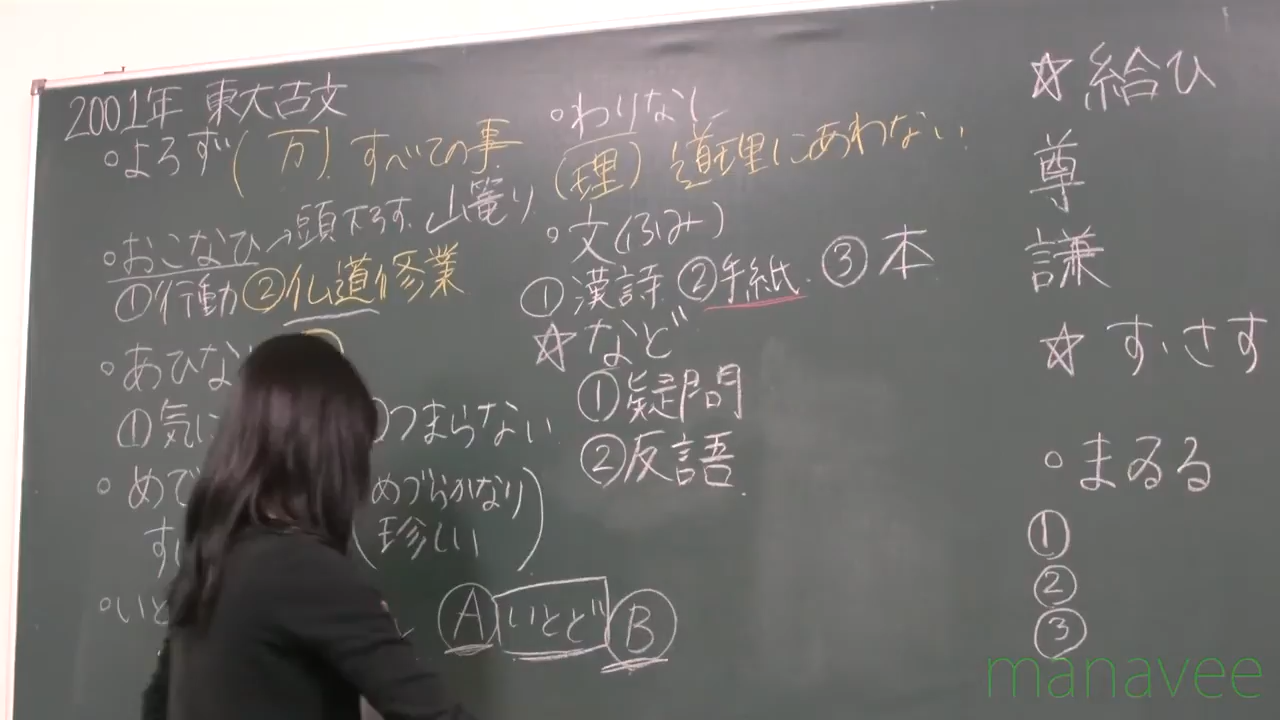 2001年 東大古文
○よろず(万) すべての事
○おこなひ→頭下ろす 山篭り
①行動 ②仏道修業
○あひな
①気に つまらない
○めで めづらかなり)
す (珍しい
○いと Ⓐ いとど Ⓑ
○わりなし
(理) 道理にあわない
○文(ふみ)
①漢詩 ②手紙 ③本
☆など
①疑問
②反語
☆給ひ
尊
謙
☆す・さす
○まゐる
①
②
③
manavee